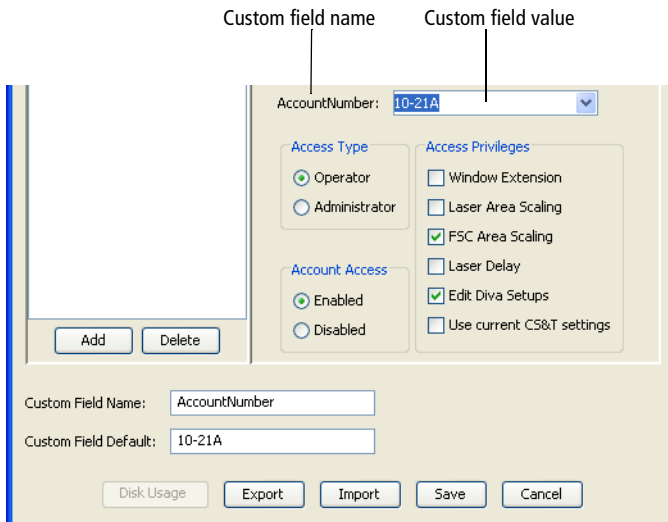 Custom field name Custom field value
AccountNumber: 10-21A
Access Type Access Privileges
Operator Window Extension
Administrator Laser Area Scaling
FSC Area Scaling
Account Access Laser Delay
Enabled Edit Diva Setups
Disabled Use current CS&T settings
Add Delete
Custom Field Name: AccountNumber
Custom Field Default: 10-21A
Disk Usage Export Import Save Cancel